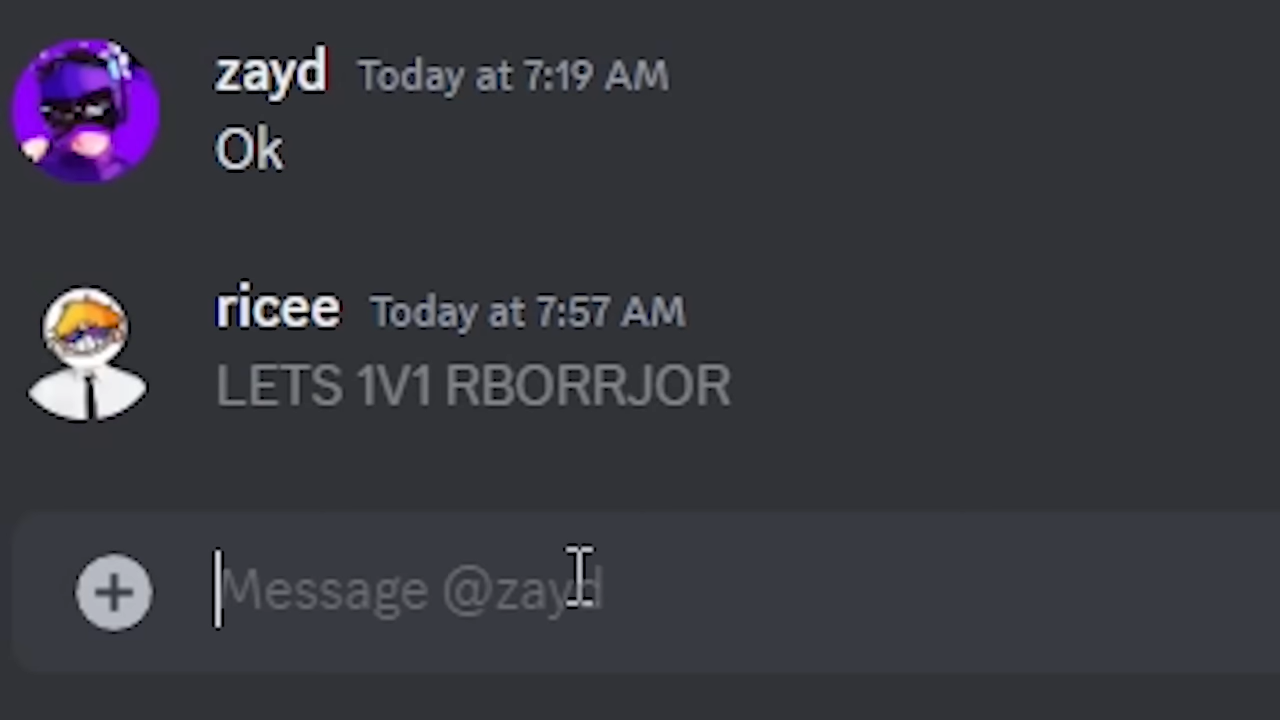 zayd Today at 7:19 AM
Ok
ricee Today at 7:57 AM
LETS 1V1 RBORRJOR
Message @zayd